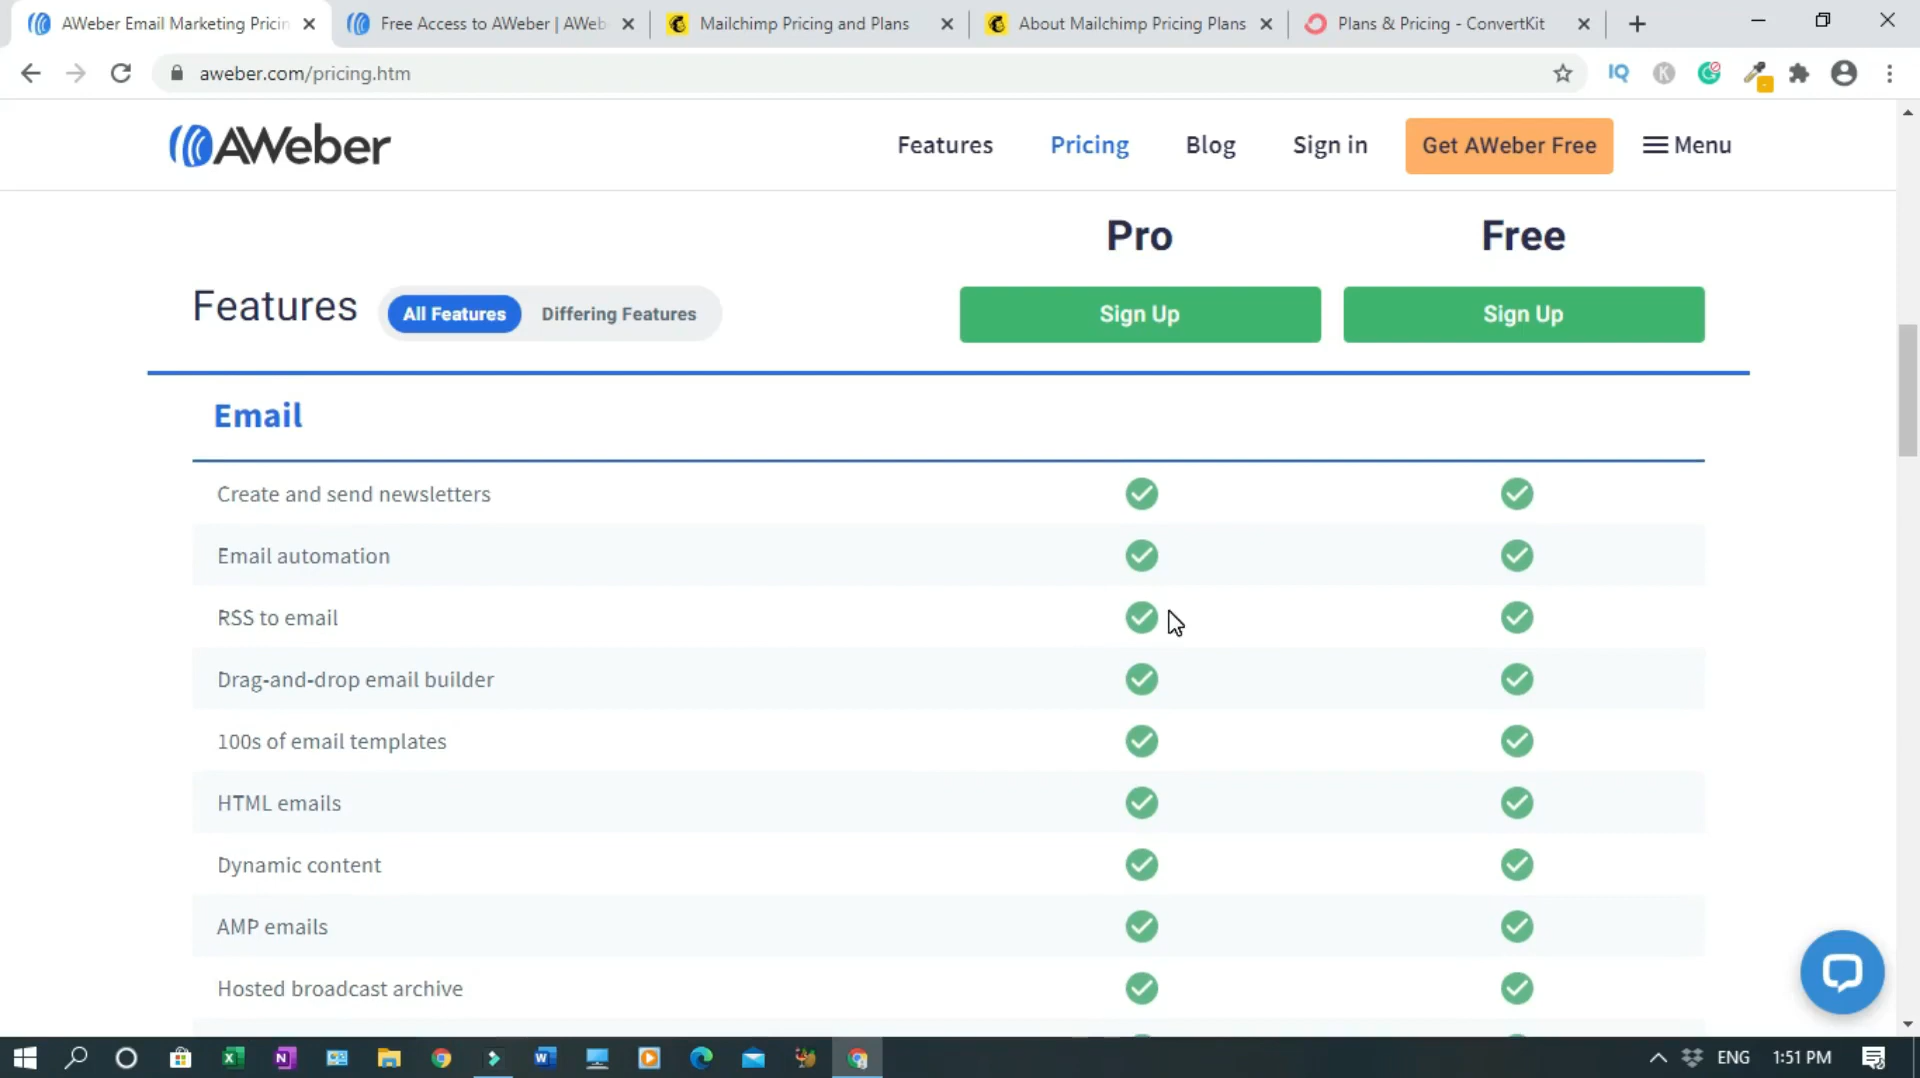 AWeber Email Marketing Pricin
Free Access to AWeber | AWeb
Mailchimp Pricing and Plans
About Mailchimp Pricing Plans
Plans & Pricing - ConvertKit
aweber.com/pricing.htm
IQ
K
AWeber
Features
Pricing
Blog
Sign in
Get AWeber Free
Menu
Pro
Free
Features
All Features
Differing Features
Sign Up
Sign Up
Email
Create and send newsletters
Email automation
RSS to email
Drag-and-drop email builder
100s of email templates
HTML emails
Dynamic content
AMP emails
Hosted broadcast archive
ENG
1:51 PM